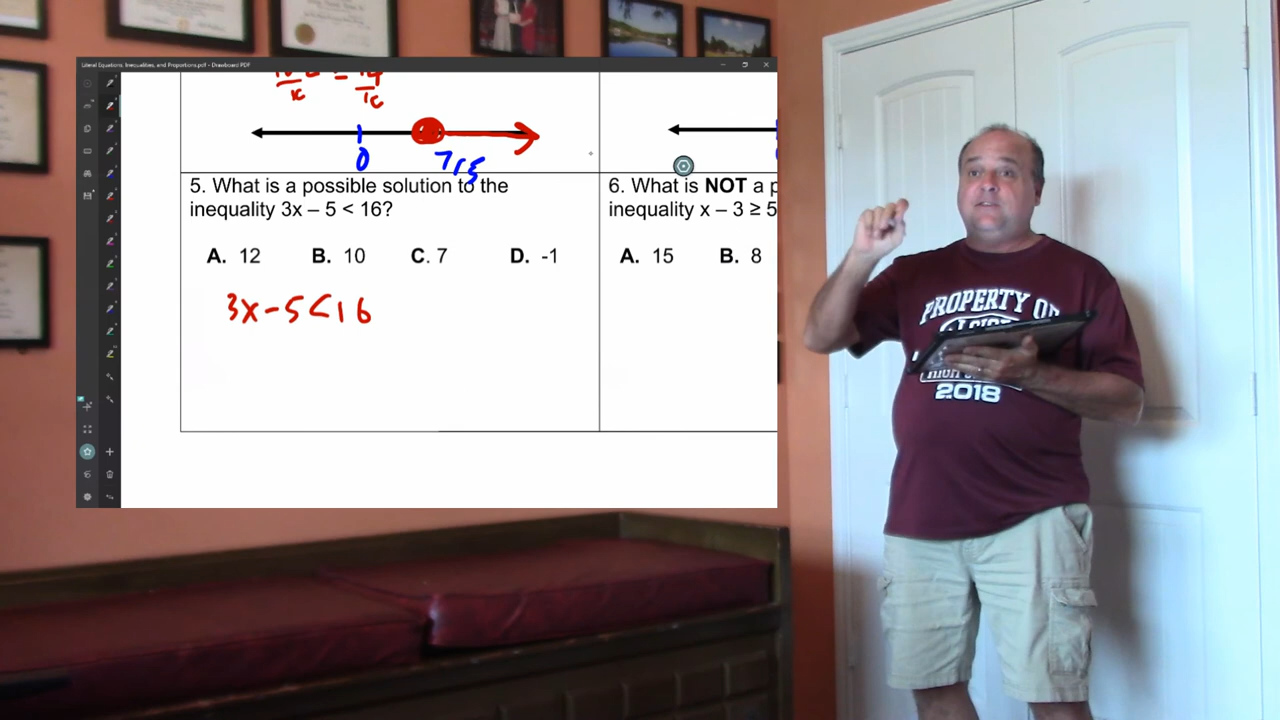 Literal Equations, Inequalities, and Proportions.pdf - Drawboard PDF
0
7/5
5. What is a possible solution to the
inequality 3x – 5 < 16?
A. 12 B. 10 C. 7 D. -1
3x-5<16
6. What is NOT a p
inequality x – 3 ≥ 5
A. 15 B. 8
PROPERTY OF
HIGH
2018